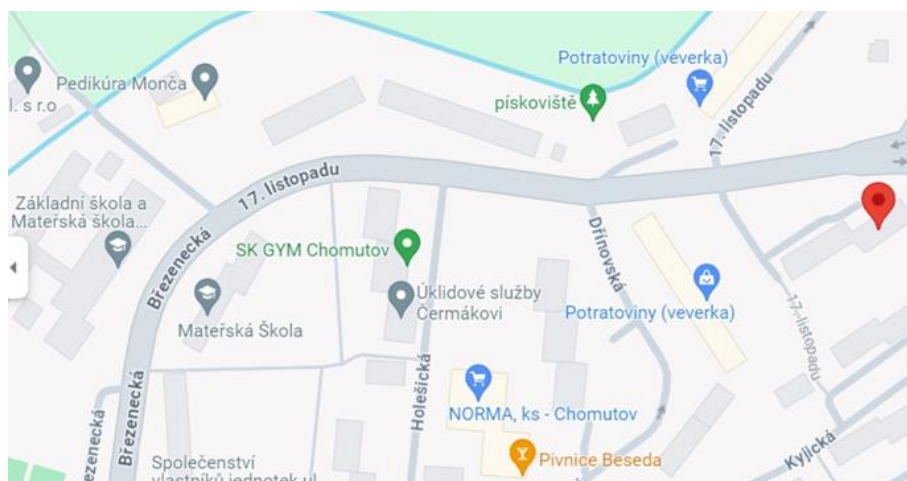 l. s r.o
Pedikúra Monča
Potratoviny (veverka)
pískoviště
17. listopadu
17. listopadu
Základní škola a
Mateřská škola...
Březenecká
SK GYM Chomutov
Dřínovská
Mateřská Škola
Úklidové služby
Čermákovi
Potratoviny (veverka)
17. listopadu
Holešická
NORMA, ks - Chomutov
Březenecká
ezenecká
Pivnice Beseda
Kyjická
Společenství
vlastníků jednotek ul